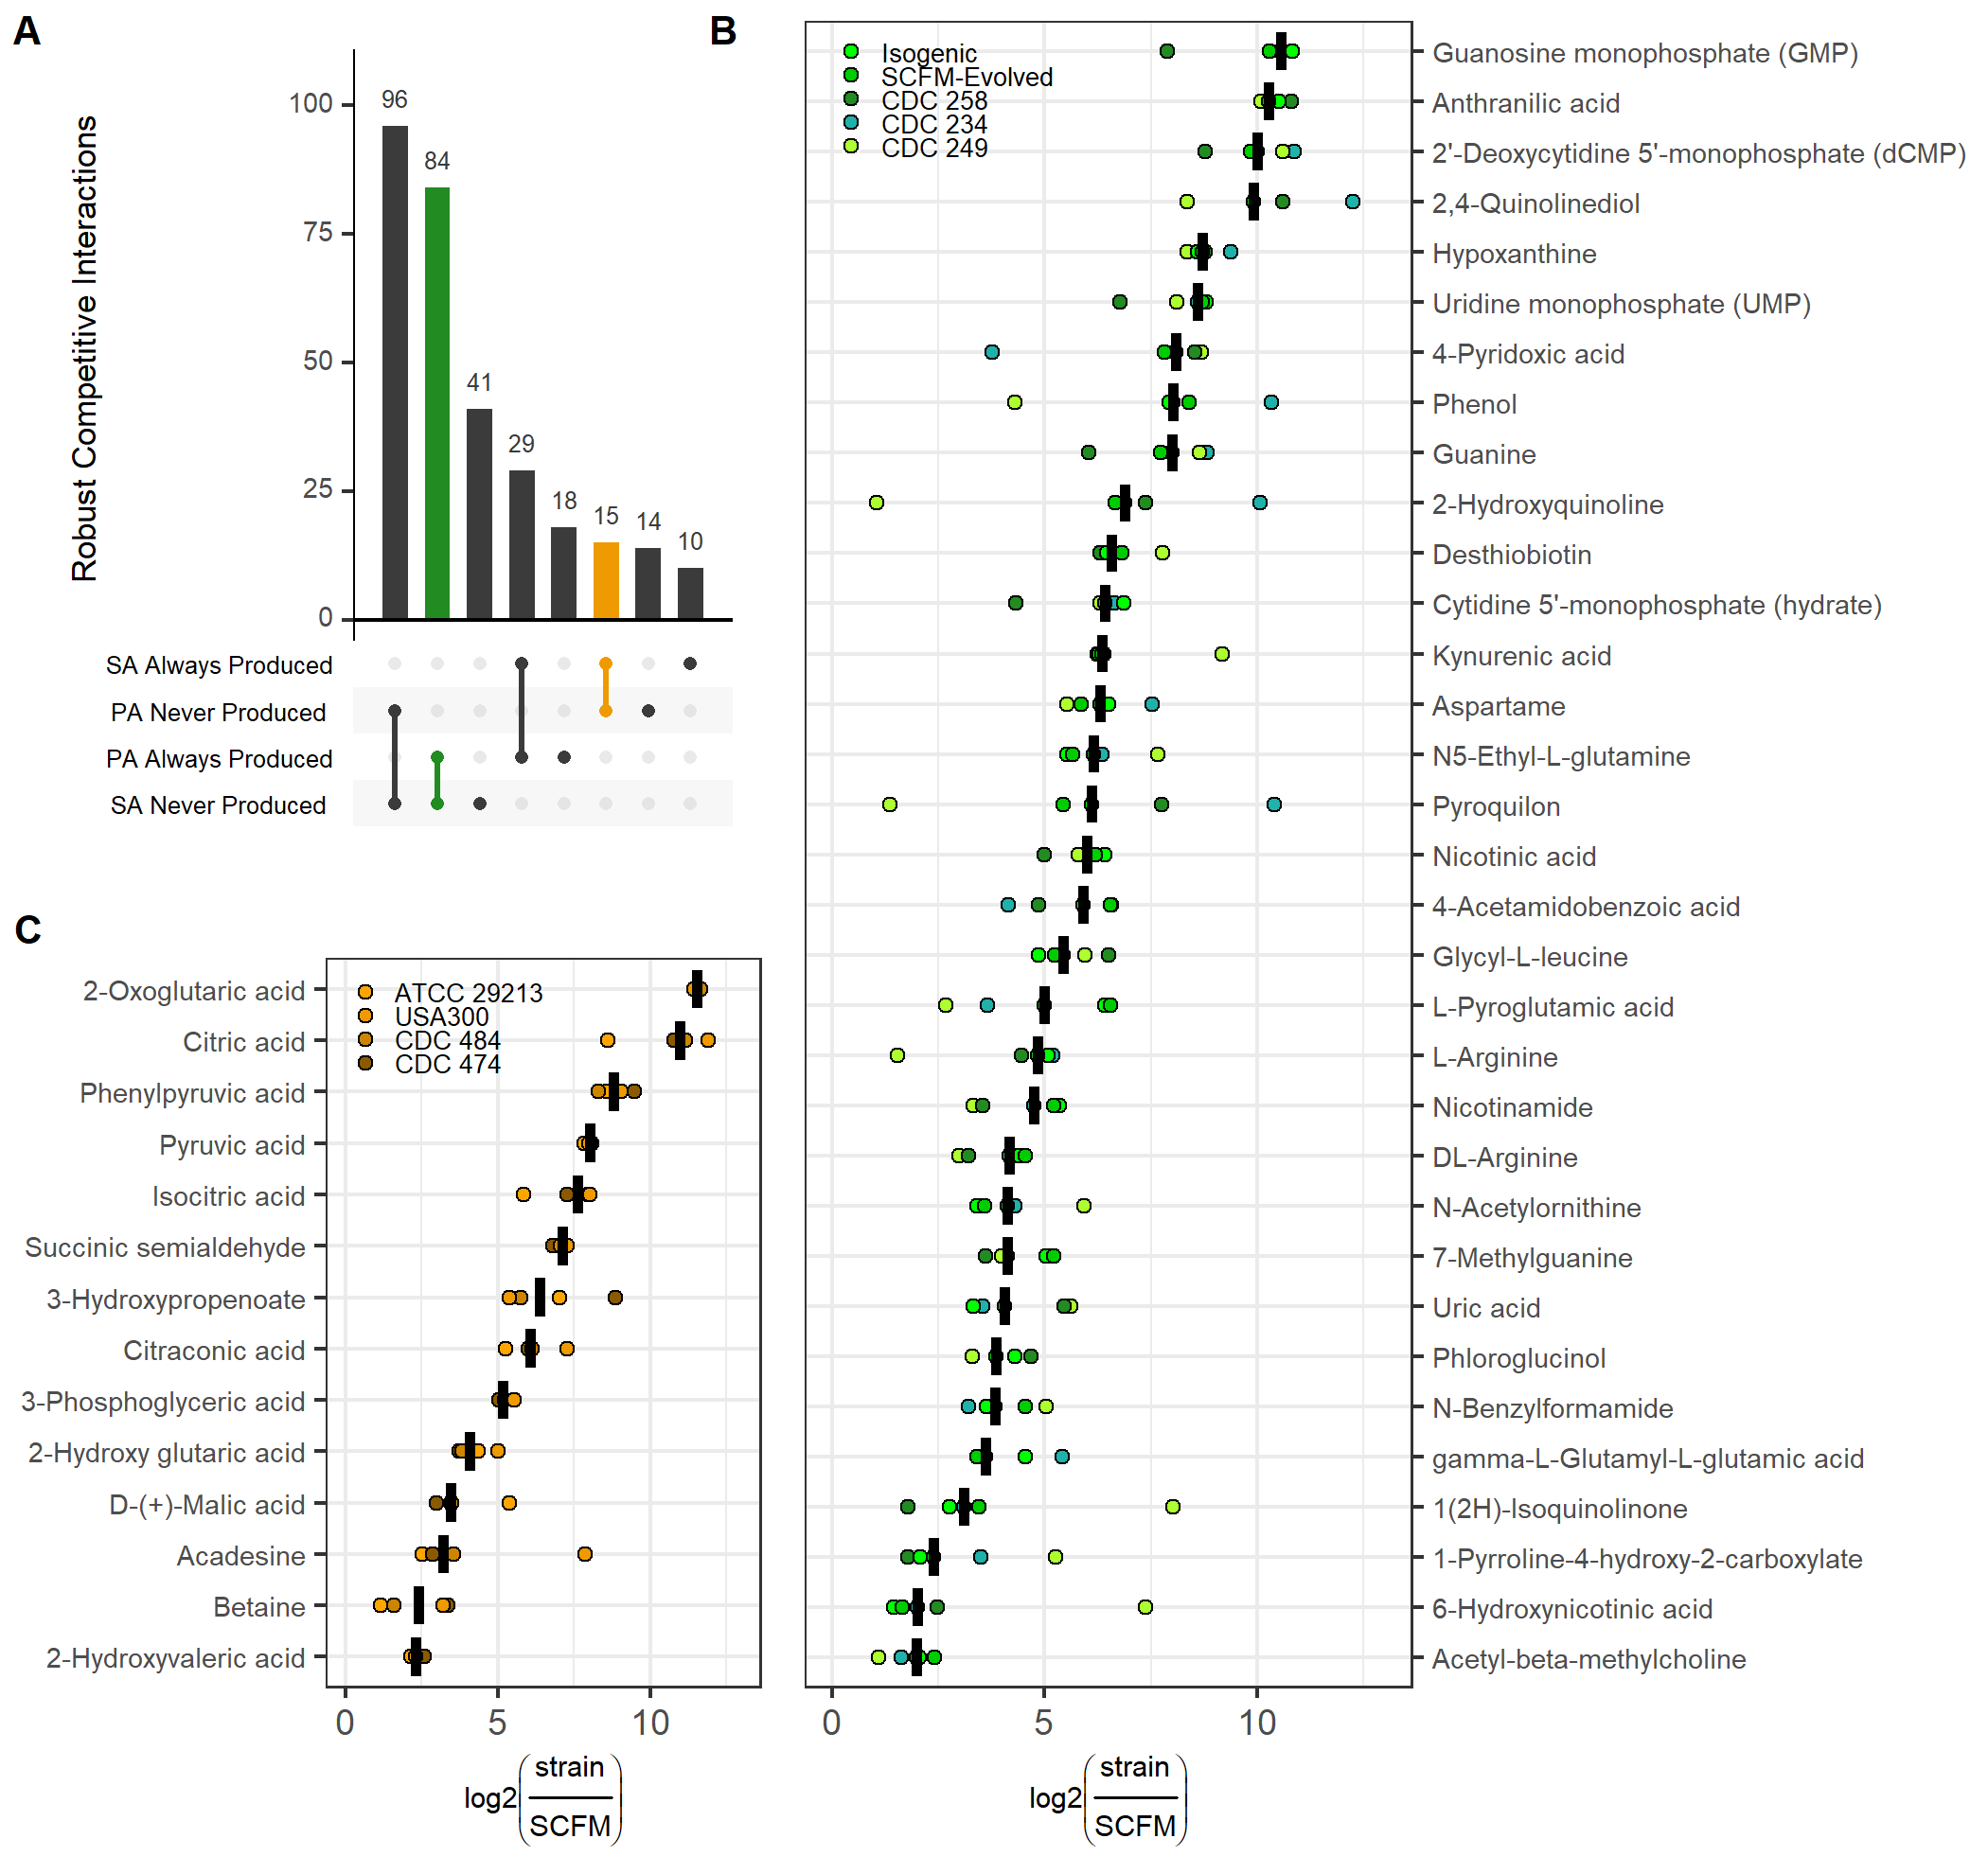 A
Robust Competitive Interactions
100
75
50
25
0
96
84
41
29
18
15
14
10
SA Always Produced
PA Never Produced
PA Always Produced
SA Never Produced
B
Isogenic
SCFM-Evolved
CDC 258
CDC 234
CDC 249
Guanosine monophosphate (GMP)
Anthranilic acid
2'-Deoxycytidine 5'-monophosphate (dCMP)
2,4-Quinolinediol
Hypoxanthine
Uridine monophosphate (UMP)
4-Pyridoxic acid
Phenol
Guanine
2-Hydroxyquinoline
Desthiobiotin
Cytidine 5'-monophosphate (hydrate)
Kynurenic acid
Aspartame
N5-Ethyl-L-glutamine
Pyroquilon
Nicotinic acid
4-Acetamidobenzoic acid
Glycyl-L-leucine
L-Pyroglutamic acid
L-Arginine
Nicotinamide
DL-Arginine
N-Acetylornithine
7-Methylguanine
Uric acid
Phloroglucinol
N-Benzylformamide
gamma-L-Glutamyl-L-glutamic acid
1(2H)-Isoquinolinone
1-Pyrroline-4-hydroxy-2-carboxylate
6-Hydroxynicotinic acid
Acetyl-beta-methylcholine
0 5 10
log2(strain/SCFM)
C
ATCC 29213
USA300
CDC 484
CDC 474
2-Oxoglutaric acid
Citric acid
Phenylpyruvic acid
Pyruvic acid
Isocitric acid
Succinic semialdehyde
3-Hydroxypropenoate
Citraconic acid
3-Phosphoglyceric acid
2-Hydroxy glutaric acid
D-(+)-Malic acid
Acadesine
Betaine
2-Hydroxyvaleric acid
0 5 10
log2(strain/SCFM)